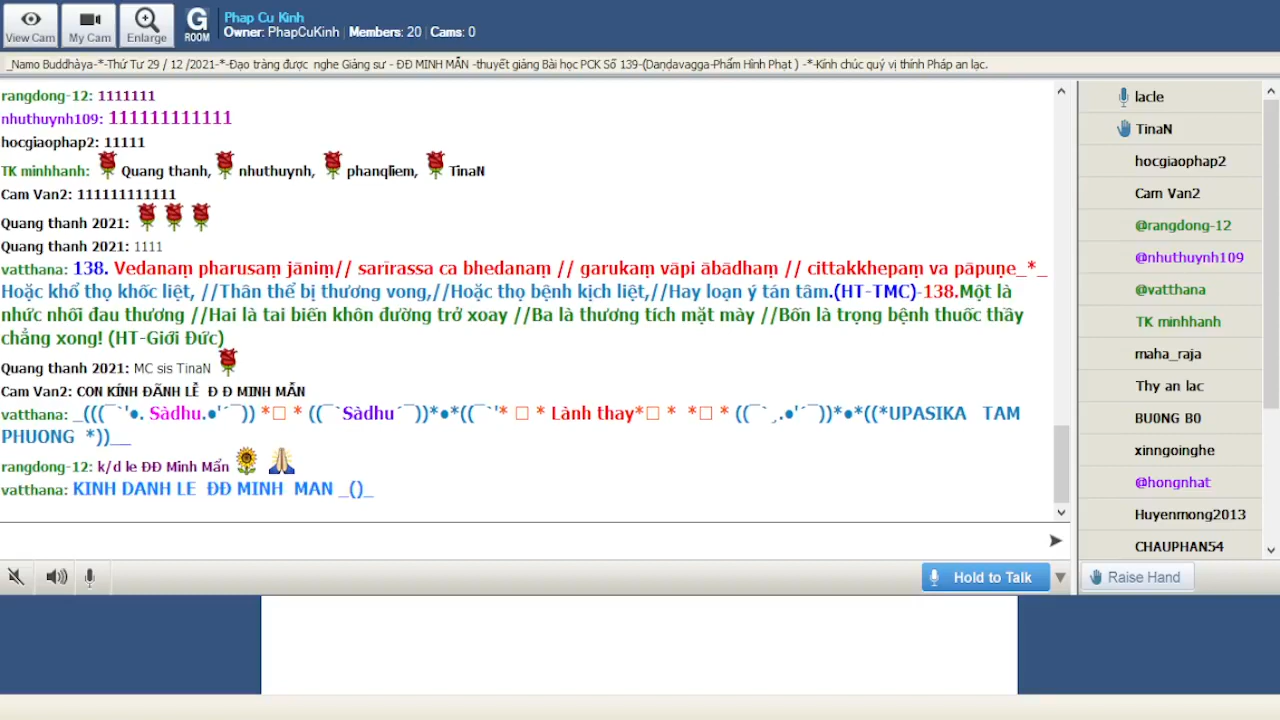 View Cam
My Cam
Enlarge
G
ROOM
Phap Cu Kinh
Owner: PhapCuKinh | Members: 20 | Cams: 0
_Namo Buddhàya-*-Thứ Tư 29 / 12 /2021-*-Đạo tràng được nghe Giảng sư - ĐĐ MINH MẪN -thuyết giảng Bài học PCK Số 139-(Daṇḍavagga-Phẩm Hình Phạt ) -*-Kính chúc quý vị thính Pháp an lạc.
rangdong-12: 1111111
nhuthuynh109: 111111111111
hocgiaophap2: 11111
TK minhhanh: Quang thanh, nhuthuynh, phanqliem, TinaN
Cam Van2: 111111111111
Quang thanh 2021:
Quang thanh 2021: 1111
vatthana: 138. Vedanaṃ pharusaṃ jāniṃ// sarīrassa ca bhedanaṃ // garukaṃ vāpi ābādhaṃ // cittakkhepaṃ va pāpuṇe_*_
Hoặc khổ thọ khốc liệt, //Thân thể bị thương vong,//Hoặc thọ bệnh kịch liệt,//Hay loạn ý tán tâm.(HT-TMC)-138.Một là
nhức nhối đau thương //Hai là tai biến khôn đường trở xoay //Ba là thương tích mặt mày //Bốn là trọng bệnh thuốc thầy
chẳng xong! (HT-Giới Đức)
Quang thanh 2021: MC sis TinaN
Cam Van2: CON KÍNH ĐÃNH LỄ Đ Đ MINH MẪN
vatthana: _(((¯`'●. Sàdhu.●'´¯)) *□ * ((¯`Sàdhu´¯))*●*((¯`'* □ * Lành thay*□ * *□ * ((¯`¸.●'´¯))*●*((*UPASIKA TAM
PHUONG *))__
rangdong-12: k/d le ĐĐ Minh Mẩn
vatthana: KINH DANH LE ĐĐ MINH MAN _()_
lacle
TinaN
hocgiaophap2
Cam Van2
@rangdong-12
@nhuthuynh109
@vatthana
TK minhhanh
maha_raja
Thy an lac
BU0NG B0
xinngoinghe
@hongnhat
Huyenmong2013
CHAUPHAN54
Hold to Talk
Raise Hand